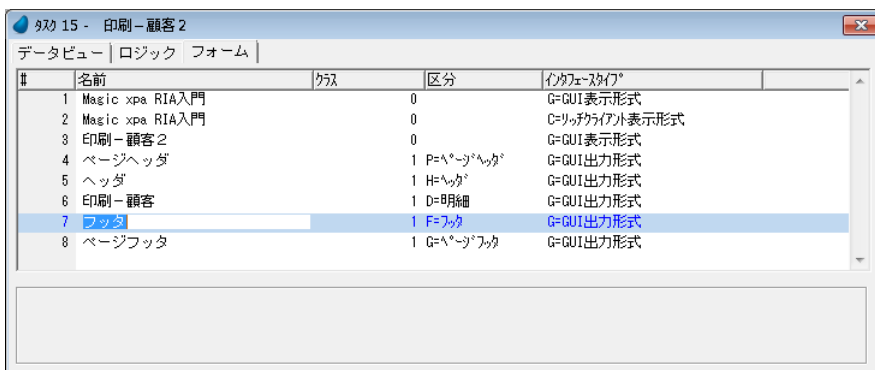 ﾀｽｸ 15 - 印刷－顧客２
データビュー ロジック フォーム
# 名前 ｸﾗｽ 区分 ｲﾝﾀﾌｪｰｽﾀｲﾌﾟ
1 Magic xpa RIA入門 0 G=GUI表示形式
2 Magic xpa RIA入門 0 C=ﾘｯﾁｸﾗｲｱﾝﾄ表示形式
3 印刷－顧客２ 0 G=GUI表示形式
4 ページヘッダ 1 P=ﾍﾟｰｼﾞﾍｯﾀﾞ G=GUI出力形式
5 ヘッダ 1 H=ﾍｯﾀﾞ G=GUI出力形式
6 印刷－顧客 1 D=明細 G=GUI出力形式
7 フッタ 1 F=ﾌｯﾀ G=GUI出力形式
8 ページフッタ 1 G=ﾍﾟｰｼﾞﾌｯﾀ G=GUI出力形式